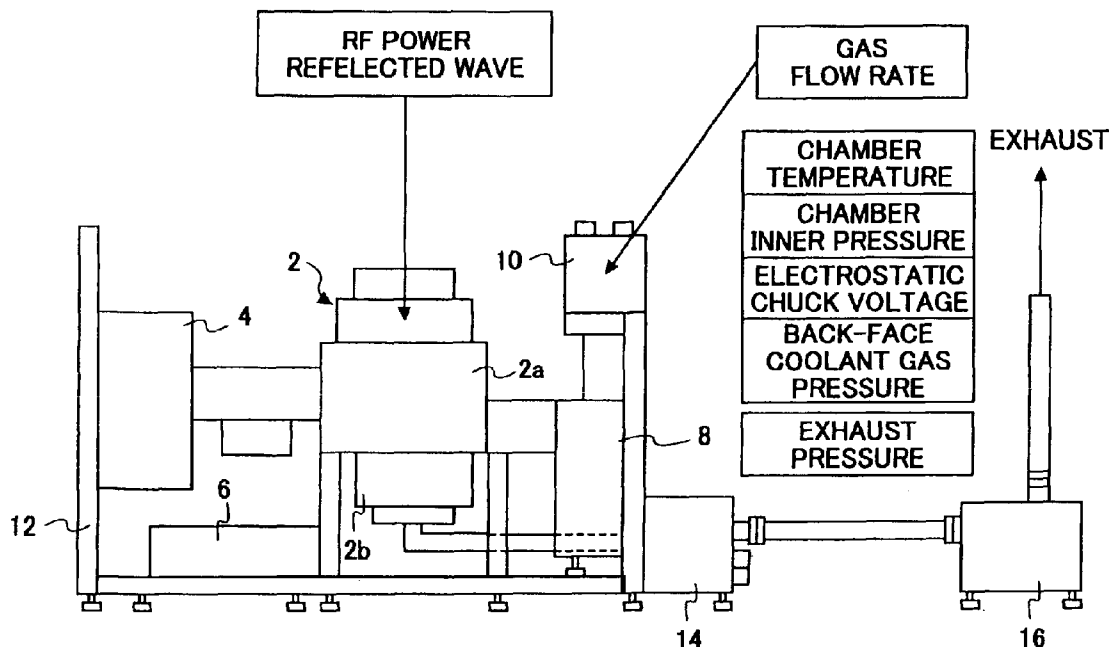 RF POWER
REFELECTED WAVE
GAS
FLOW RATE
CHAMBER
TEMPERATURE
EXHAUST
CHAMBER
INNER PRESSURE
ELECTROSTATIC
CHUCK VOLTAGE
BACK-FACE
COOLANT GAS
PRESSURE
EXHAUST
PRESSURE
2
10
4
2a
8
6
12
2b
14
16